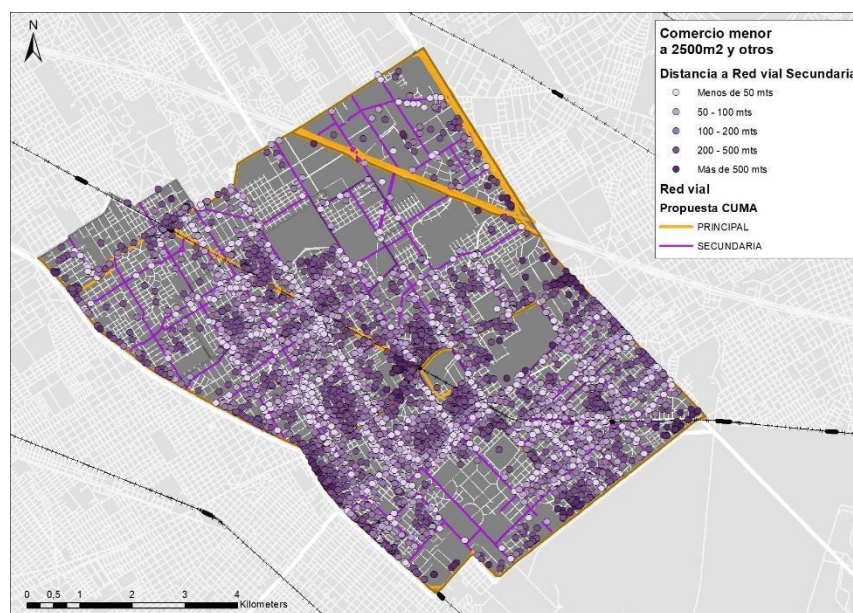 N
Comercio menor
a 2500m2 y otros
Distancia a Red vial Secundaria
Menos de 50 mts
50 - 100 mts
100 - 200 mts
200 - 500 mts
Más de 500 mts
Red vial
Propuesta CUMA
PRINCIPAL
SECUNDARIA
0 0,5 1 2 3 4
Kilometers